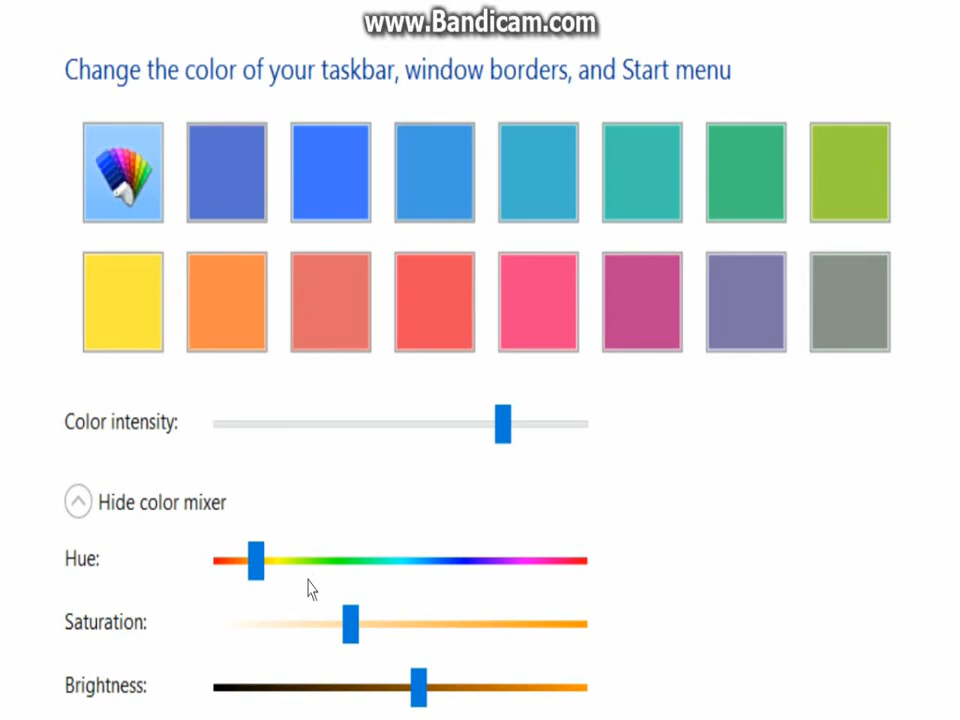 www.Bandicam.com
Change the color of your taskbar, window borders, and Start menu
Color intensity:
Hide color mixer
Hue:
Saturation:
Brightness: